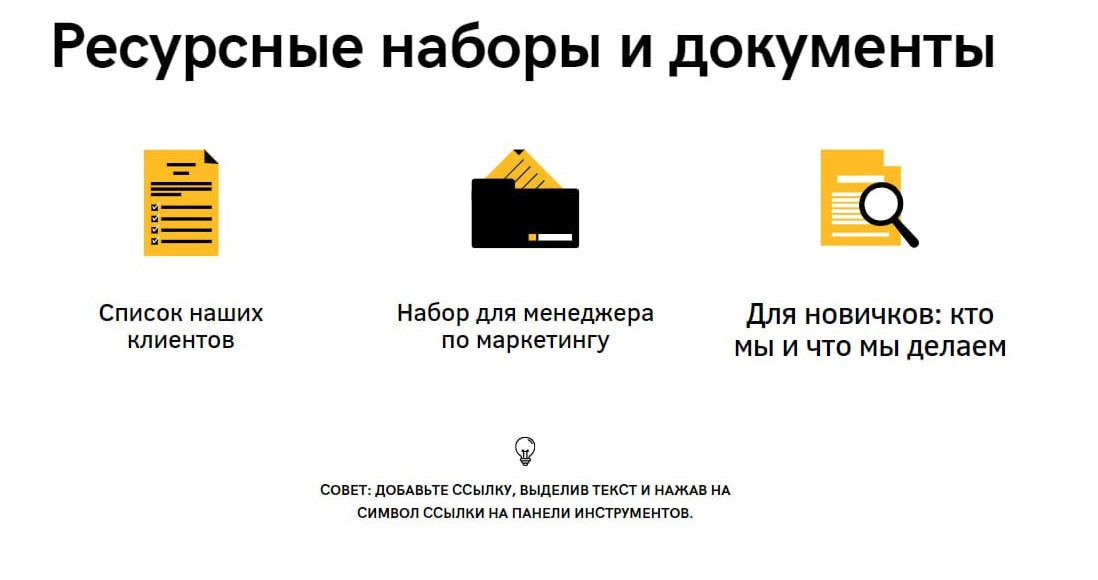 Ресурсные наборы и документы
Список наших
клиентов
Набор для менеджера
по маркетингу
Для новичков: кто
мы и что мы делаем
СОВЕТ: ДОБАВЬТЕ ССЫЛКУ, ВЫДЕЛИВ ТЕКСТ И НАЖАВ НА
СИМВОЛ ССЫЛКИ НА ПАНЕЛИ ИНСТРУМЕНТОВ.